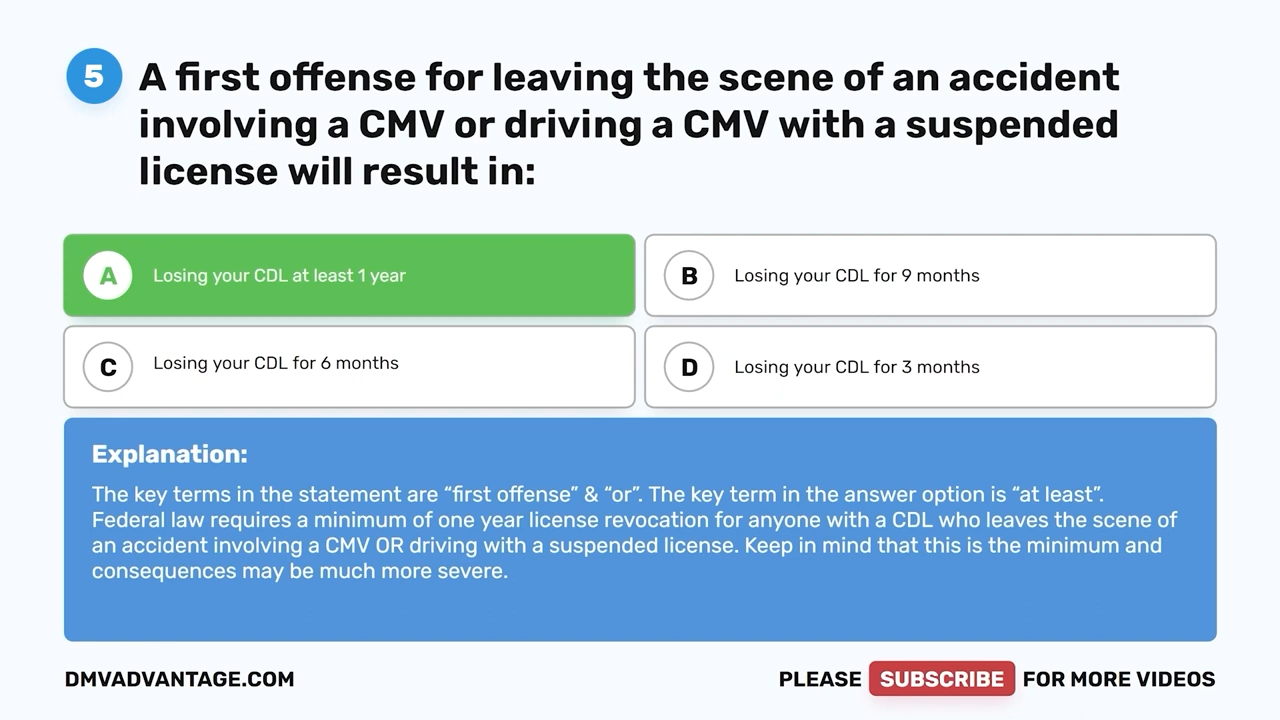 5
A first offense for leaving the scene of an accident
involving a CMV or driving a CMV with a suspended
license will result in:
A Losing your CDL at least 1 year
B Losing your CDL for 9 months
C Losing your CDL for 6 months
D Losing your CDL for 3 months
Explanation:
The key terms in the statement are “first offense” & “or”. The key term in the answer option is “at least”.
Federal law requires a minimum of one year license revocation for anyone with a CDL who leaves the scene of
an accident involving a CMV OR driving with a suspended license. Keep in mind that this is the minimum and
consequences may be much more severe.
DMVADVANTAGE.COM
PLEASE SUBSCRIBE FOR MORE VIDEOS